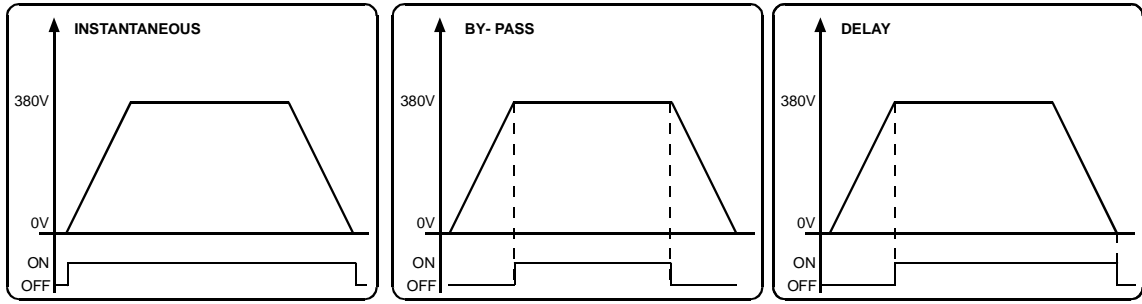 INSTANTANEOUS
380V
0V
ON
OFF
BY- PASS
380V
0V
ON
OFF
DELAY
380V
0V
ON
OFF